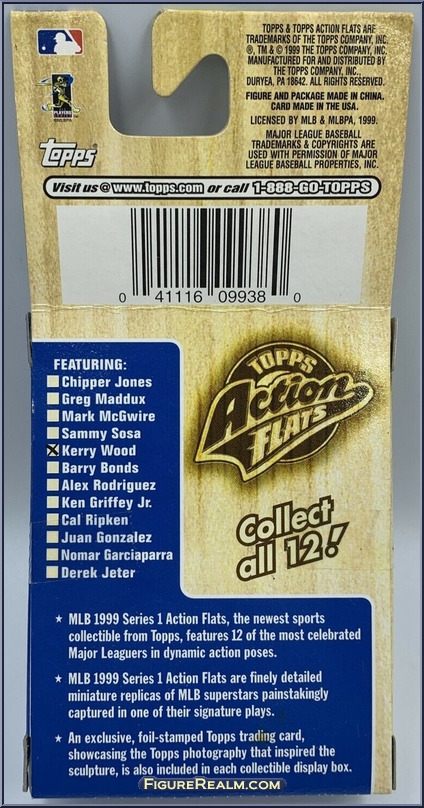 TOPPS & TOPPS ACTION FLATS ARE
TRADEMARKS OF THE TOPPS COMPANY, INC.
®, TM & © 1999 THE TOPPS COMPANY, INC.
MANUFACTURED FOR AND DISTRIBUTED BY
THE TOPPS COMPANY, INC.,
DURYEA, PA 18642. ALL RIGHTS RESERVED.
FIGURE AND PACKAGE MADE IN CHINA.
CARD MADE IN THE USA.
LICENSED BY MLB & MLBPA, 1999.
MAJOR LEAGUE BASEBALL
TRADEMARKS & COPYRIGHTS ARE
USED WITH PERMISSION OF MAJOR
LEAGUE BASEBALL PROPERTIES, INC.
PLAYERS
Topps
Visit us @ www.topps.com or call 1-888-GO-TOPPS
0 41116 09938 0
FEATURING:
Chipper Jones
Greg Maddux
Mark McGwire
Sammy Sosa
Kerry Wood
Barry Bonds
Alex Rodriguez
Ken Griffey Jr.
Cal Ripken
Juan Gonzalez
Nomar Garciaparra
Derek Jeter
TOPPS
Action
FLATS
Collect
all 12!
★ MLB 1999 Series 1 Action Flats, the newest sports
collectible from Topps, features 12 of the most celebrated
Major Leaguers in dynamic action poses.
★ MLB 1999 Series 1 Action Flats are finely detailed
miniature replicas of MLB superstars painstakingly
captured in one of their signature plays.
★ An exclusive, foil-stamped Topps trading card,
showcasing the Topps photography that inspired the
sculpture, is also included in each collectible display box.
FIGUREREALM.COM